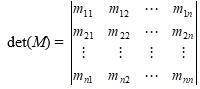 det(M) = | m₁₁ m₁₂ ⋯ m₁ₙ |
| m₂₁ m₂₂ ⋯ m₂ₙ |
| ⋮ ⋮ ⋮ ⋮ |
| mₙ₁ mₙ₂ ⋯ mₙₙ |